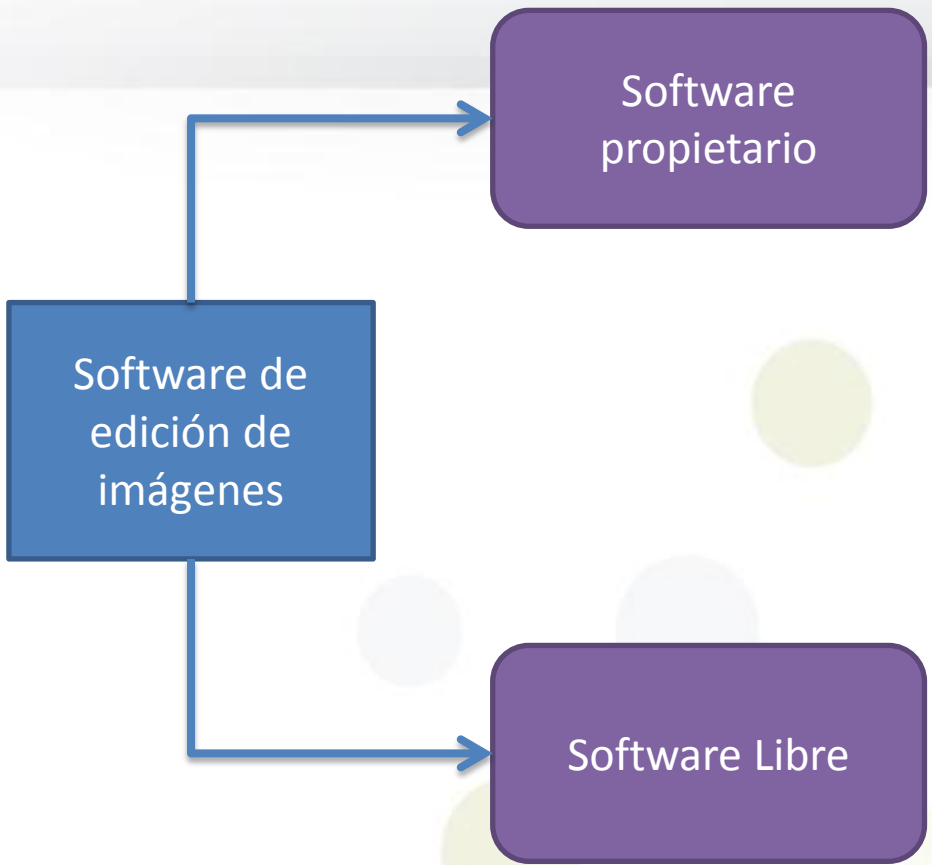 Software
propietario
Software de
edición de
imágenes
Software Libre